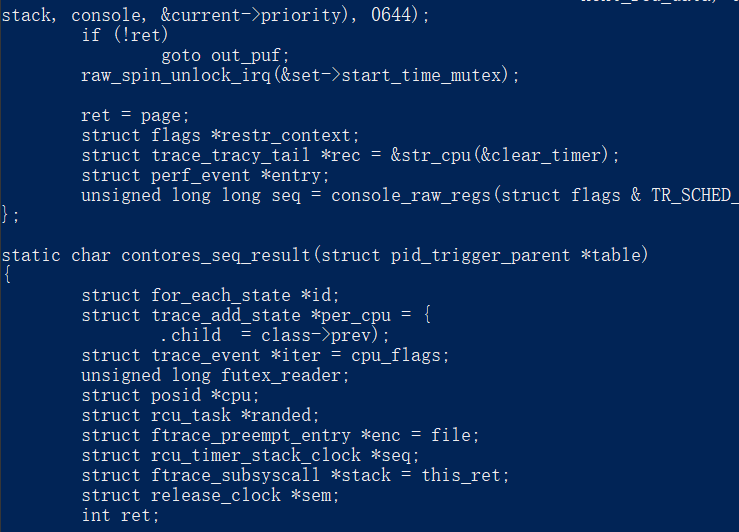 stack, console, &current->priority), 0644);
        if (!ret)
                goto out_puf;
        raw_spin_unlock_irq(&set->start_time_mutex);

        ret = page;
        struct flags *restr_context;
        struct trace_tracy_tail *rec = &str_cpu(&clear_timer);
        struct perf_event *entry;
        unsigned long long seq = console_raw_regs(struct flags & TR_SCHED_
};

static char contores_seq_result(struct pid_trigger_parent *table)
{
        struct for_each_state *id;
        struct trace_add_state *per_cpu = {
                .child  = class->prev);
        struct trace_event *iter = cpu_flags;
        unsigned long futex_reader;
        struct posid *cpu;
        struct rcu_task *randed;
        struct ftrace_preempt_entry *enc = file;
        struct rcu_timer_stack_clock *seq;
        struct ftrace_subsyscall *stack = this_ret;
        struct release_clock *sem;
        int ret;